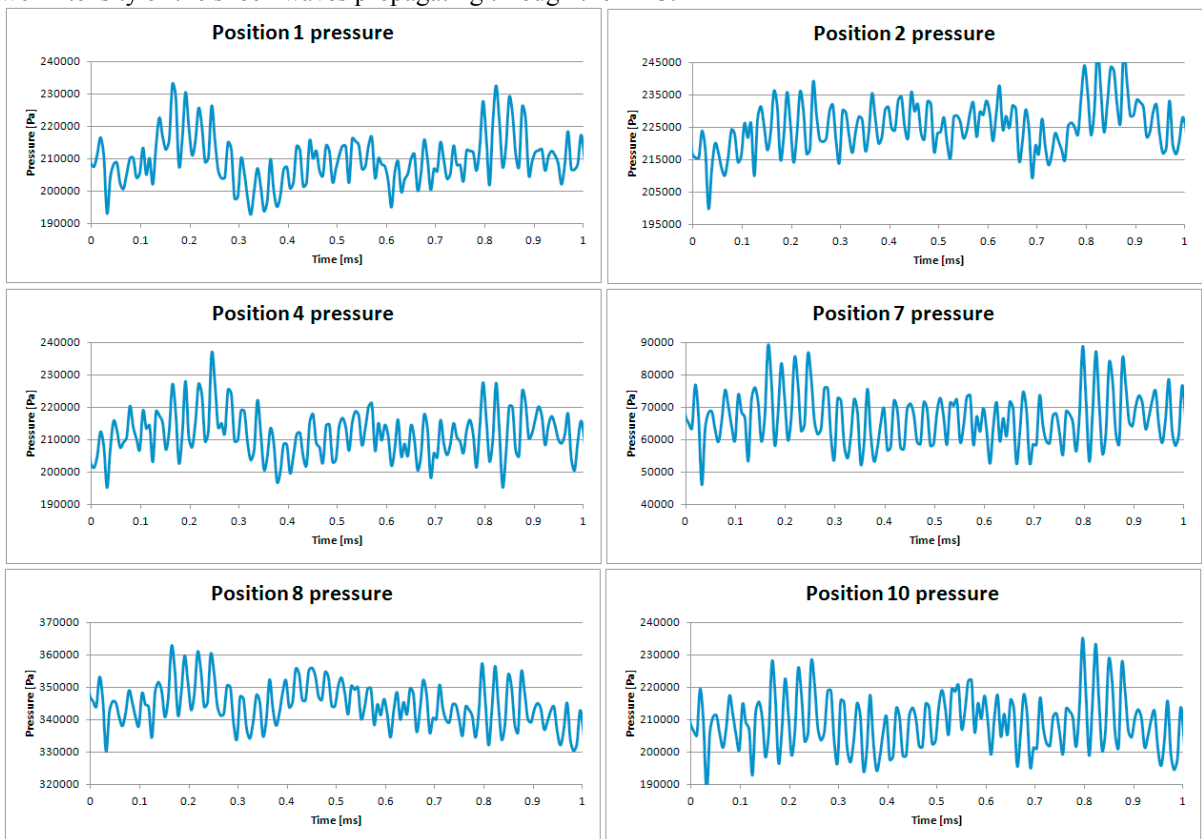 Position 1 pressure
Pressure [Pa]
240000
230000
220000
210000
200000
190000
0 0.1 0.2 0.3 0.4 0.5 0.6 0.7 0.8 0.9 1
Time [ms]
Position 2 pressure
Pressure [Pa]
245000
235000
225000
215000
205000
195000
0 0.1 0.2 0.3 0.4 0.5 0.6 0.7 0.8 0.9 1
Time [ms]
Position 4 pressure
Pressure [Pa]
240000
230000
220000
210000
200000
190000
0 0.1 0.2 0.3 0.4 0.5 0.6 0.7 0.8 0.9 1
Time [ms]
Position 7 pressure
Pressure [Pa]
90000
80000
70000
60000
50000
40000
0 0.1 0.2 0.3 0.4 0.5 0.6 0.7 0.8 0.9 1
Time [ms]
Position 8 pressure
Pressure [Pa]
370000
360000
350000
340000
330000
320000
0 0.1 0.2 0.3 0.4 0.5 0.6 0.7 0.8 0.9 1
Time [ms]
Position 10 pressure
Pressure [Pa]
240000
230000
220000
210000
200000
190000
0 0.1 0.2 0.3 0.4 0.5 0.6 0.7 0.8 0.9 1
Time [ms]